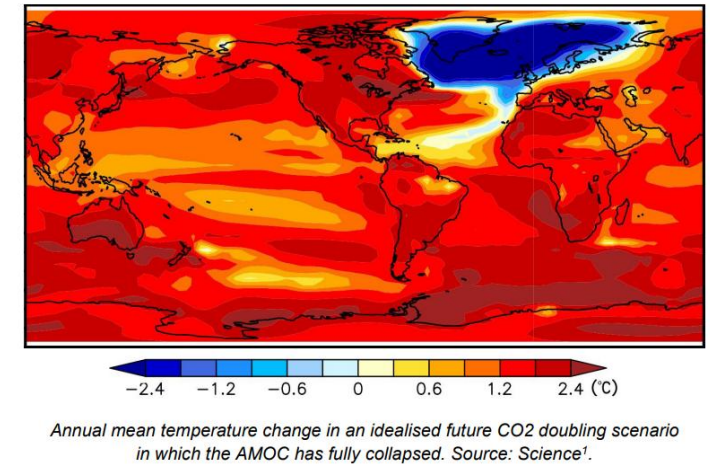 −2.4 −1.2 −0.6 0 0.6 1.2 2.4 (℃)
Annual mean temperature change in an idealised future CO2 doubling scenario
in which the AMOC has fully collapsed. Source: Science¹.